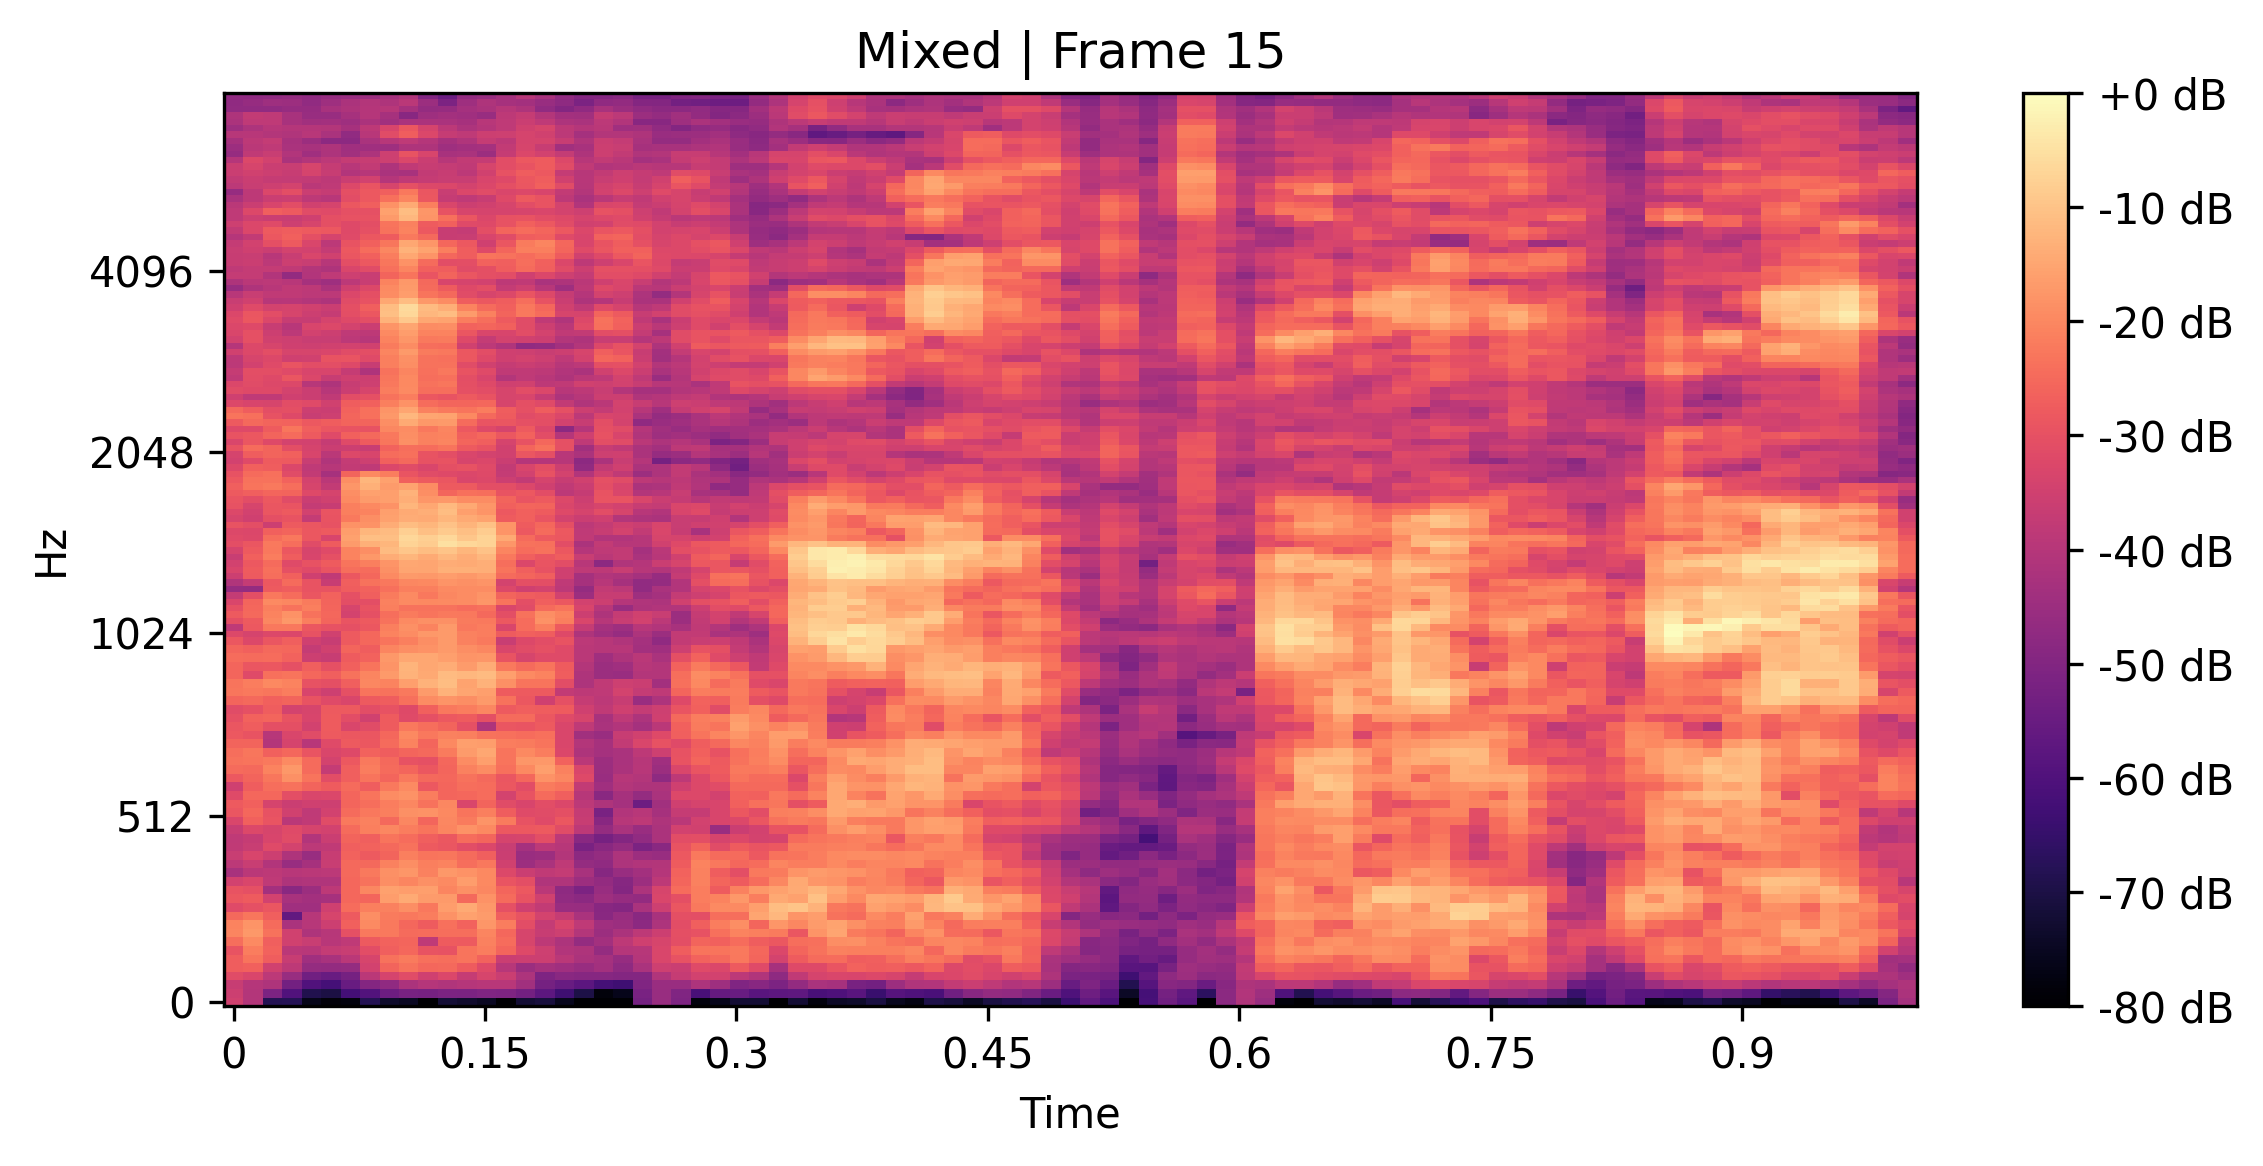 Mixed | Frame 15
+0 dB
-10 dB
-20 dB
-30 dB
-40 dB
-50 dB
-60 dB
-70 dB
-80 dB
4096
2048
1024
512
0
Hz
0 0.15 0.3 0.45 0.6 0.75 0.9
Time